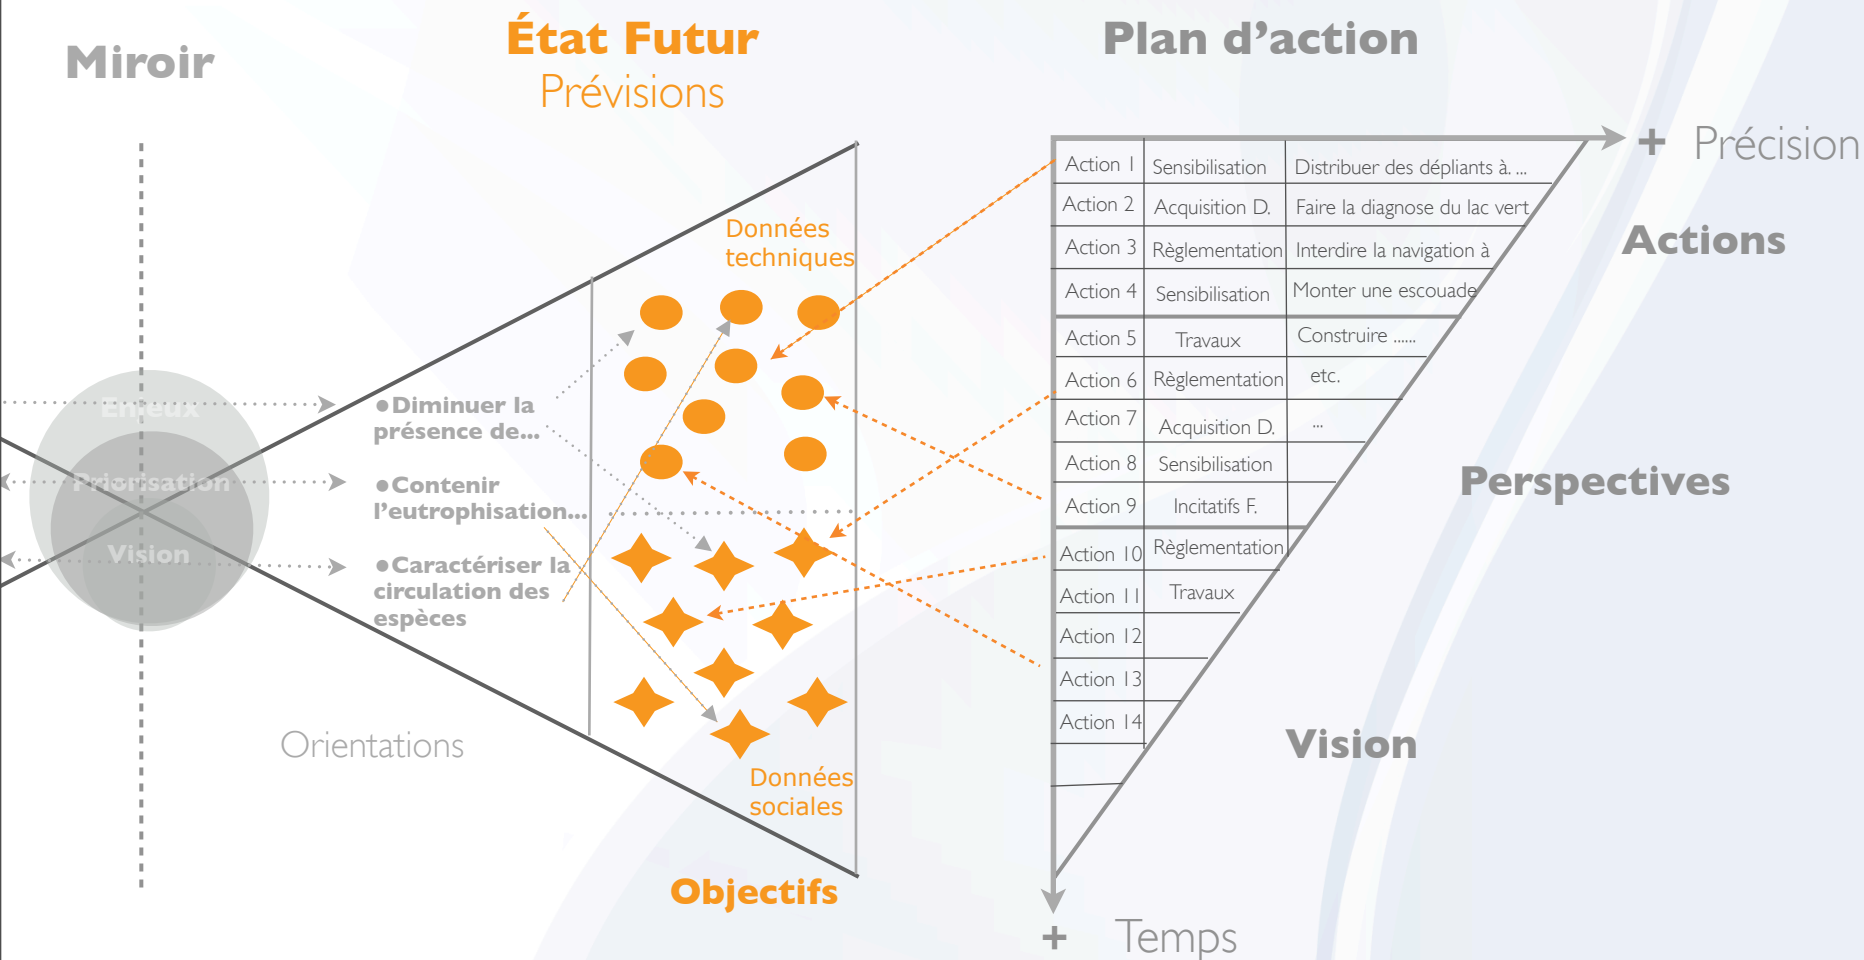 Miroir
État Futur
Prévisions
Plan d’action
+ Précision
Enjeux
Priorisation
Vision
●Diminuer la
présence de...
●Contenir
l’eutrophisation...
●Caractériser la
circulation des
espèces
Orientations
Données
techniques
Données
sociales
Objectifs
Action 1 Sensibilisation Distribuer des dépliants à. ...
Action 2 Acquisition D. Faire la diagnose du lac vert
Action 3 Règlementation Interdire la navigation à
Action 4 Sensibilisation Monter une escouade
Action 5 Travaux Construire ......
Action 6 Règlementation etc.
Action 7 Acquisition D. ...
Action 8 Sensibilisation
Action 9 Incitatifs F.
Action 10 Règlementation
Action 11 Travaux
Action 12
Action 13
Action 14
Actions
Perspectives
Vision
+ Temps